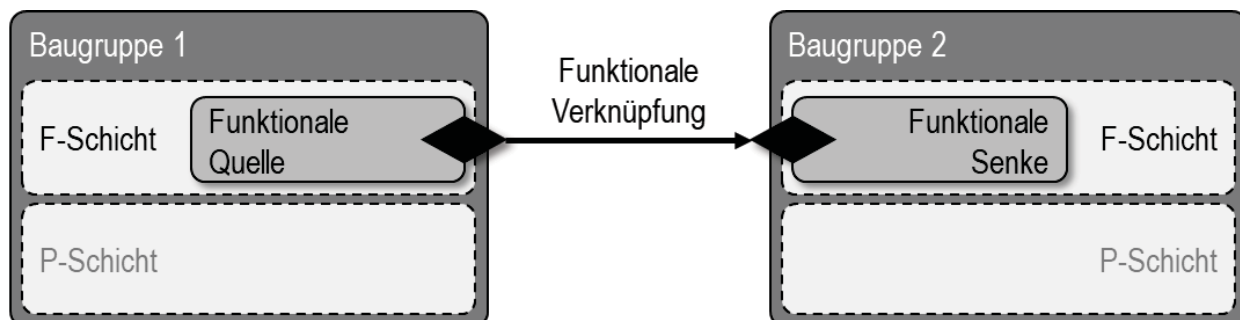 Baugruppe 1
F-Schicht
Funktionale
Quelle
P-Schicht
Funktionale
Verknüpfung
Baugruppe 2
Funktionale
Senke
F-Schicht
P-Schicht